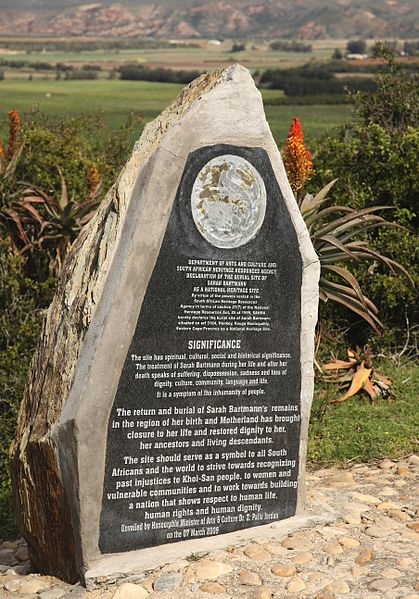 DEPARTMENT OF ARTS AND CULTURE AND
SOUTH AFRICAN HERITAGE RESOURCES AGENCY
DECLARATION OF THE BURIAL SITE OF
SARAH BARTMANN
AS A NATIONAL HERITAGE SITE
By virtue of the powers vested in the
South African Heritage Resources
Agency in terms of section 27(5) of the National
Heritage Resources Act, 25 of 1999, SAHRA
hereby declares the burial site of Sarah Bartmann,
situated on erf 2104, Hankey, Kouga Municipality,
Eastern Cape Province as a National Heritage Site
SIGNIFICANCE
The site has spiritual, cultural, social and historical significance.
The treatment of Sarah Bartmann during her life and after her
death speaks of suffering, dispossession, sadness and loss of
dignity, culture, community, language and life.
It is a symptom of the inhumanity of people.
The return and burial of Sarah Bartmann's remains
in the region of her birth and Motherland has brought
closure to her life and restored dignity to her,
her ancestors and living descendants.
The site should serve as a symbol to all South
Africans and the world to strive towards recognizing
past injustices to Khoi-San people, to women and
vulnerable communities and to work towards building
a nation that shows respect to human life,
human rights and human dignity.
Unveiled by Honourable Minister of Arts & Culture Dr. Z. Pallo Jordan
on the 07 March 2009